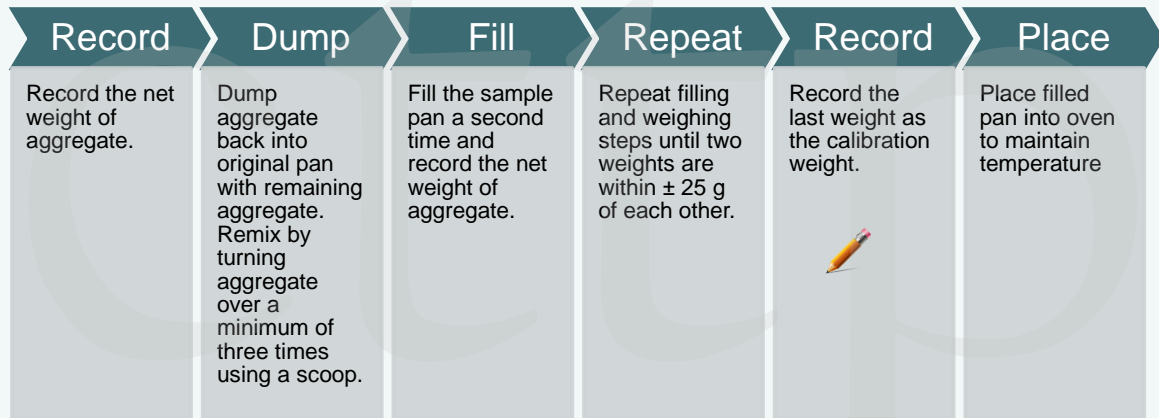 Record
Dump
Fill
Repeat
Record
Place
Record the net
weight of
aggregate.
Dump
aggregate
back into
original pan
with remaining
aggregate.
Remix by
turning
aggregate
over a
minimum of
three times
using a scoop.
Fill the sample
pan a second
time and
record the net
weight of
aggregate.
Repeat filling
and weighing
steps until two
weights are
within ± 25 g
of each other.
Record the
last weight as
the calibration
weight.
Place filled
pan into oven
to maintain
temperature
cttp